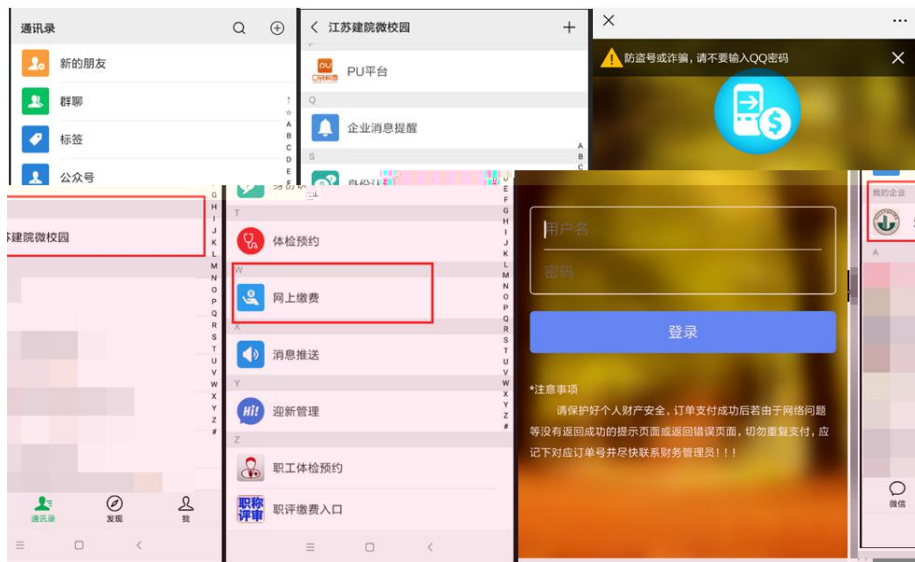 通讯录
新的朋友
群聊
标签
公众号
↑
☆
A
B
C
D
E
F
G
H
I
J
K
L
M
N
O
P
Q
R
S
T
U
V
W
X
Y
Z
#
建院微校园
通讯录
发现
我
江苏建院微校园
PU平台
Q
企业消息提醒
S
A
B
C
T
体检预约
W
网上缴费
X
消息推送
Y
Hi!
迎新管理
Z
职工体检预约
职称
评审
职评缴费入口
E
F
G
H
I
J
K
L
M
N
O
P
Q
R
S
T
U
V
W
X
Y
Z
#
防盗号或诈骗,请不要输入QQ密码
用户名
密码
登录
*注意事项
请保护好个人财产安全,订单支付成功后若由于网络问题
等没有返回成功的提示页面或返回错误页面,切勿重复支付,应
记下对应订单号并尽快联系财务管理员!!!
我的企业
A
微信